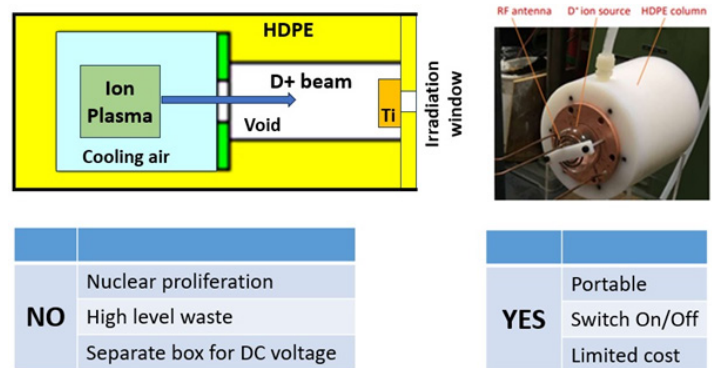 HDPE
Ion
Plasma
D+ beam
Void
Ti
Cooling air
Irradiation
window
RF antenna
D⁺ ion source
HDPE column
NO
Nuclear proliferation
High level waste
Separate box for DC voltage
YES
Portable
Switch On/Off
Limited cost